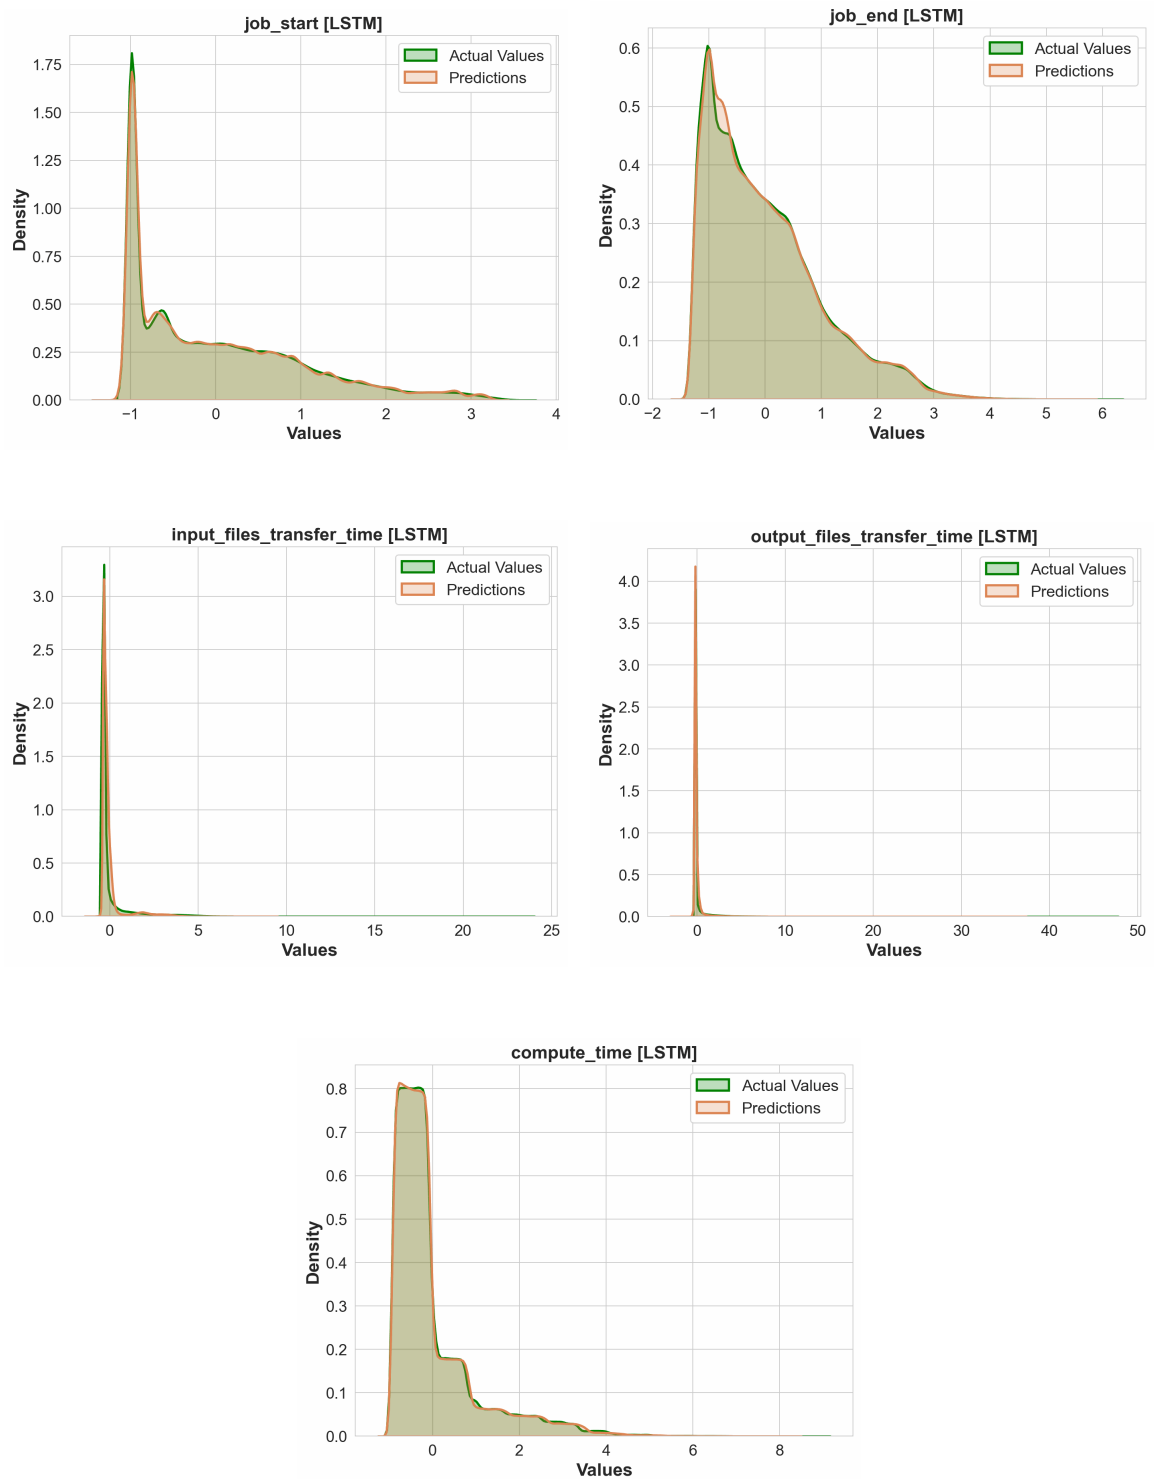 job_start [LSTM]
Actual Values
Predictions
Density
1.75
1.50
1.25
1.00
0.75
0.50
0.25
0.00
−1 0 1 2 3 4
Values
job_end [LSTM]
Actual Values
Predictions
Density
0.6
0.5
0.4
0.3
0.2
0.1
0.0
−2 −1 0 1 2 3 4 5 6
Values
input_files_transfer_time [LSTM]
Actual Values
Predictions
Density
3.0
2.5
2.0
1.5
1.0
0.5
0.0
0 5 10 15 20 25
Values
output_files_transfer_time [LSTM]
Actual Values
Predictions
Density
4.0
3.5
3.0
2.5
2.0
1.5
1.0
0.5
0.0
0 10 20 30 40 50
Values
compute_time [LSTM]
Actual Values
Predictions
Density
0.8
0.7
0.6
0.5
0.4
0.3
0.2
0.1
0.0
0 2 4 6 8
Values